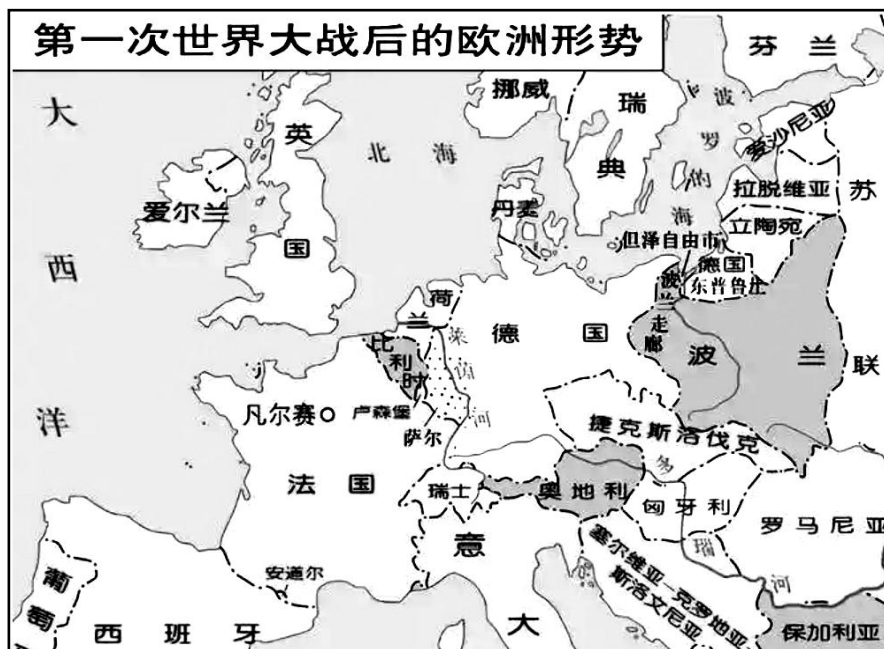 第一次世界大战后的欧洲形势
芬兰
大西洋
挪威
瑞典
波罗的海
英国
北海
爱沙尼亚
爱尔兰
丹麦
拉脱维亚
苏联
立陶宛
但泽自由市
德国
东普鲁士
荷兰
波兰
走廊
德国
莱茵河
比利时
波兰
凡尔赛
卢森堡
萨尔
捷克斯洛伐克
法国
瑞士
奥地利
多瑙河
匈牙利
罗马尼亚
意大
塞尔维亚—克罗地亚
斯洛文尼亚
安道尔
葡萄
西班牙
保加利亚